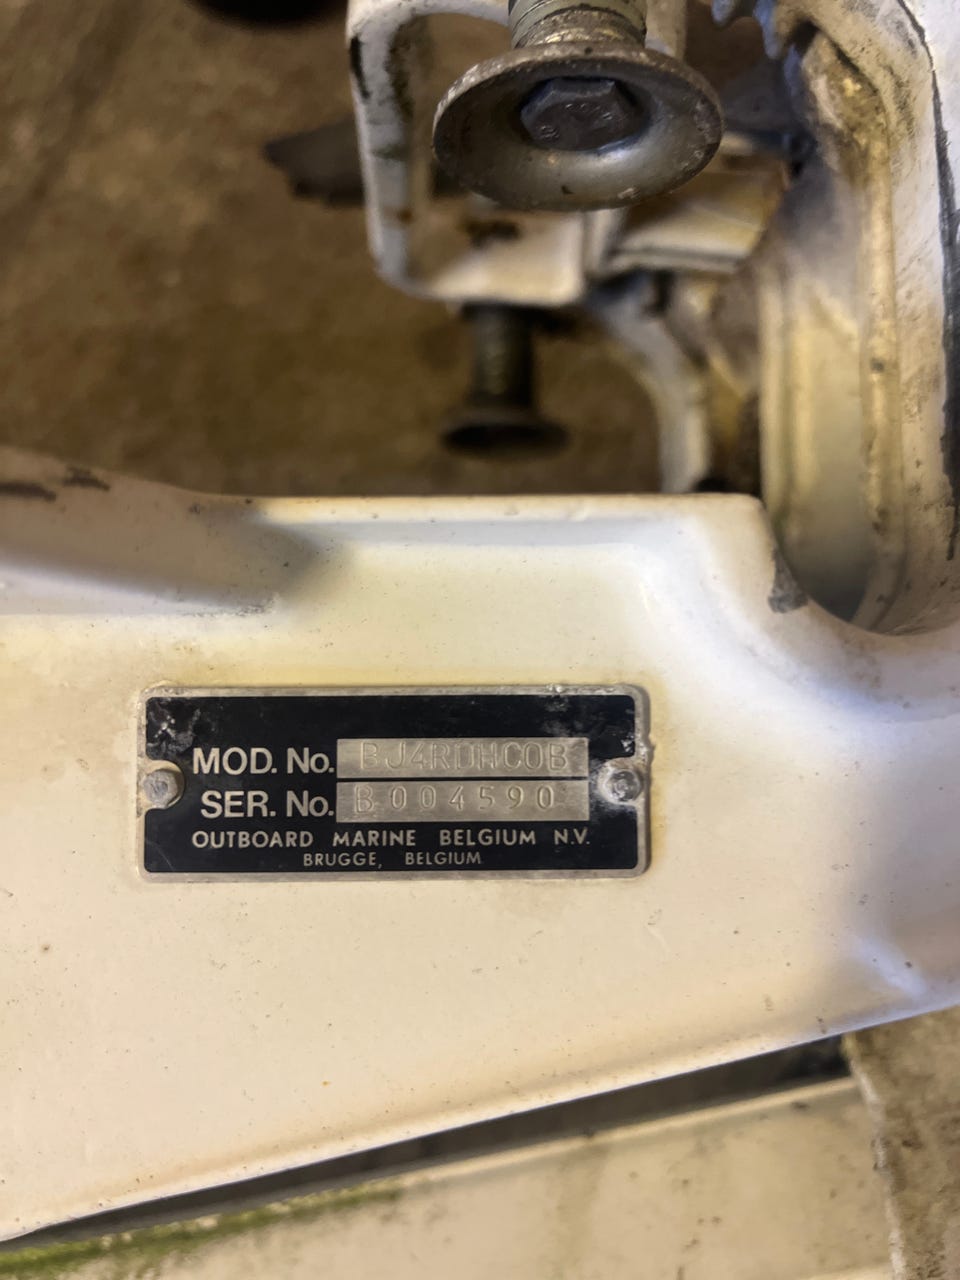 MOD. No. BJ4RDHCOB
SER. No. B004590
OUTBOARD MARINE BELGIUM N.V.
BRUGGE, BELGIUM